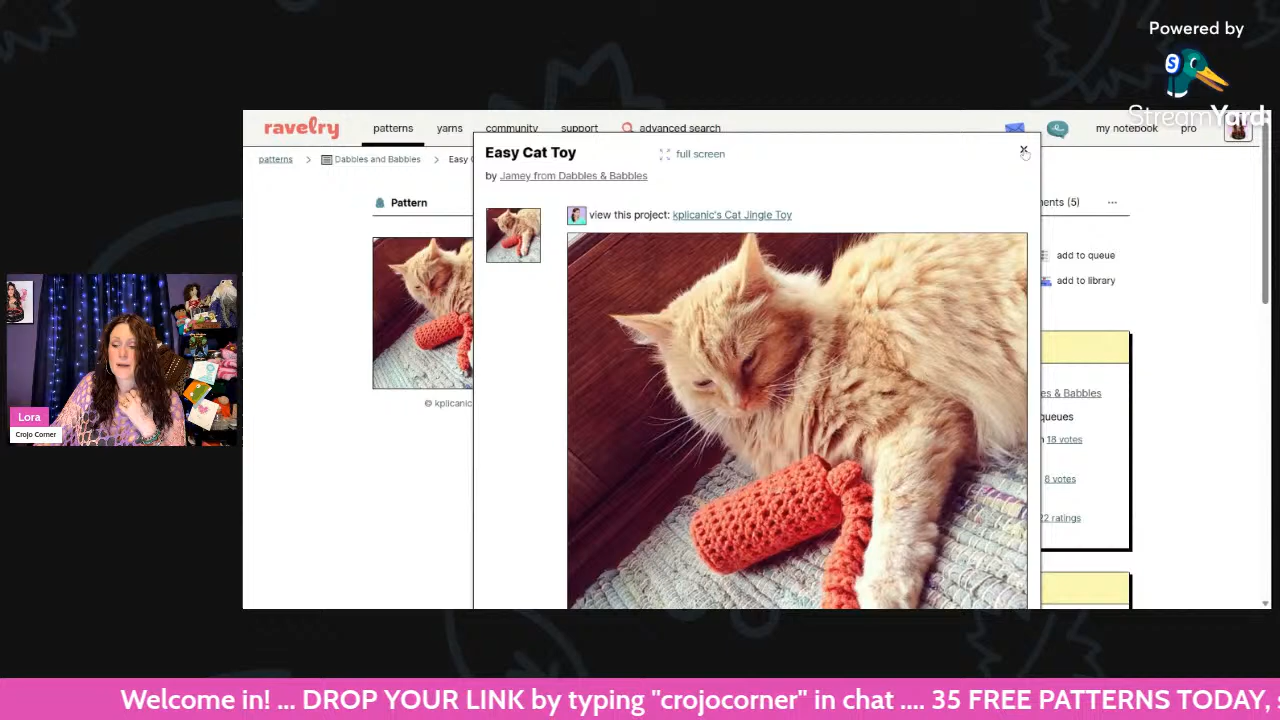 Powered by
StreamYard
ravelry
patterns yarns community support advanced search my notebook pro
patterns Dabbles and Babbles Easy
Easy Cat Toy full screen
by Jamey from Dabbles & Babbles
Pattern
view this project: kplicanic's Cat Jingle Toy
(5)
add to queue
add to library
es & Babbles
queues
18 votes
8 votes
22 ratings
© kplicanic
Lora
Crojo Corner
Welcome in! ... DROP YOUR LINK by typing "crojocorner" in chat .... 35 FREE PATTERNS TODAY,